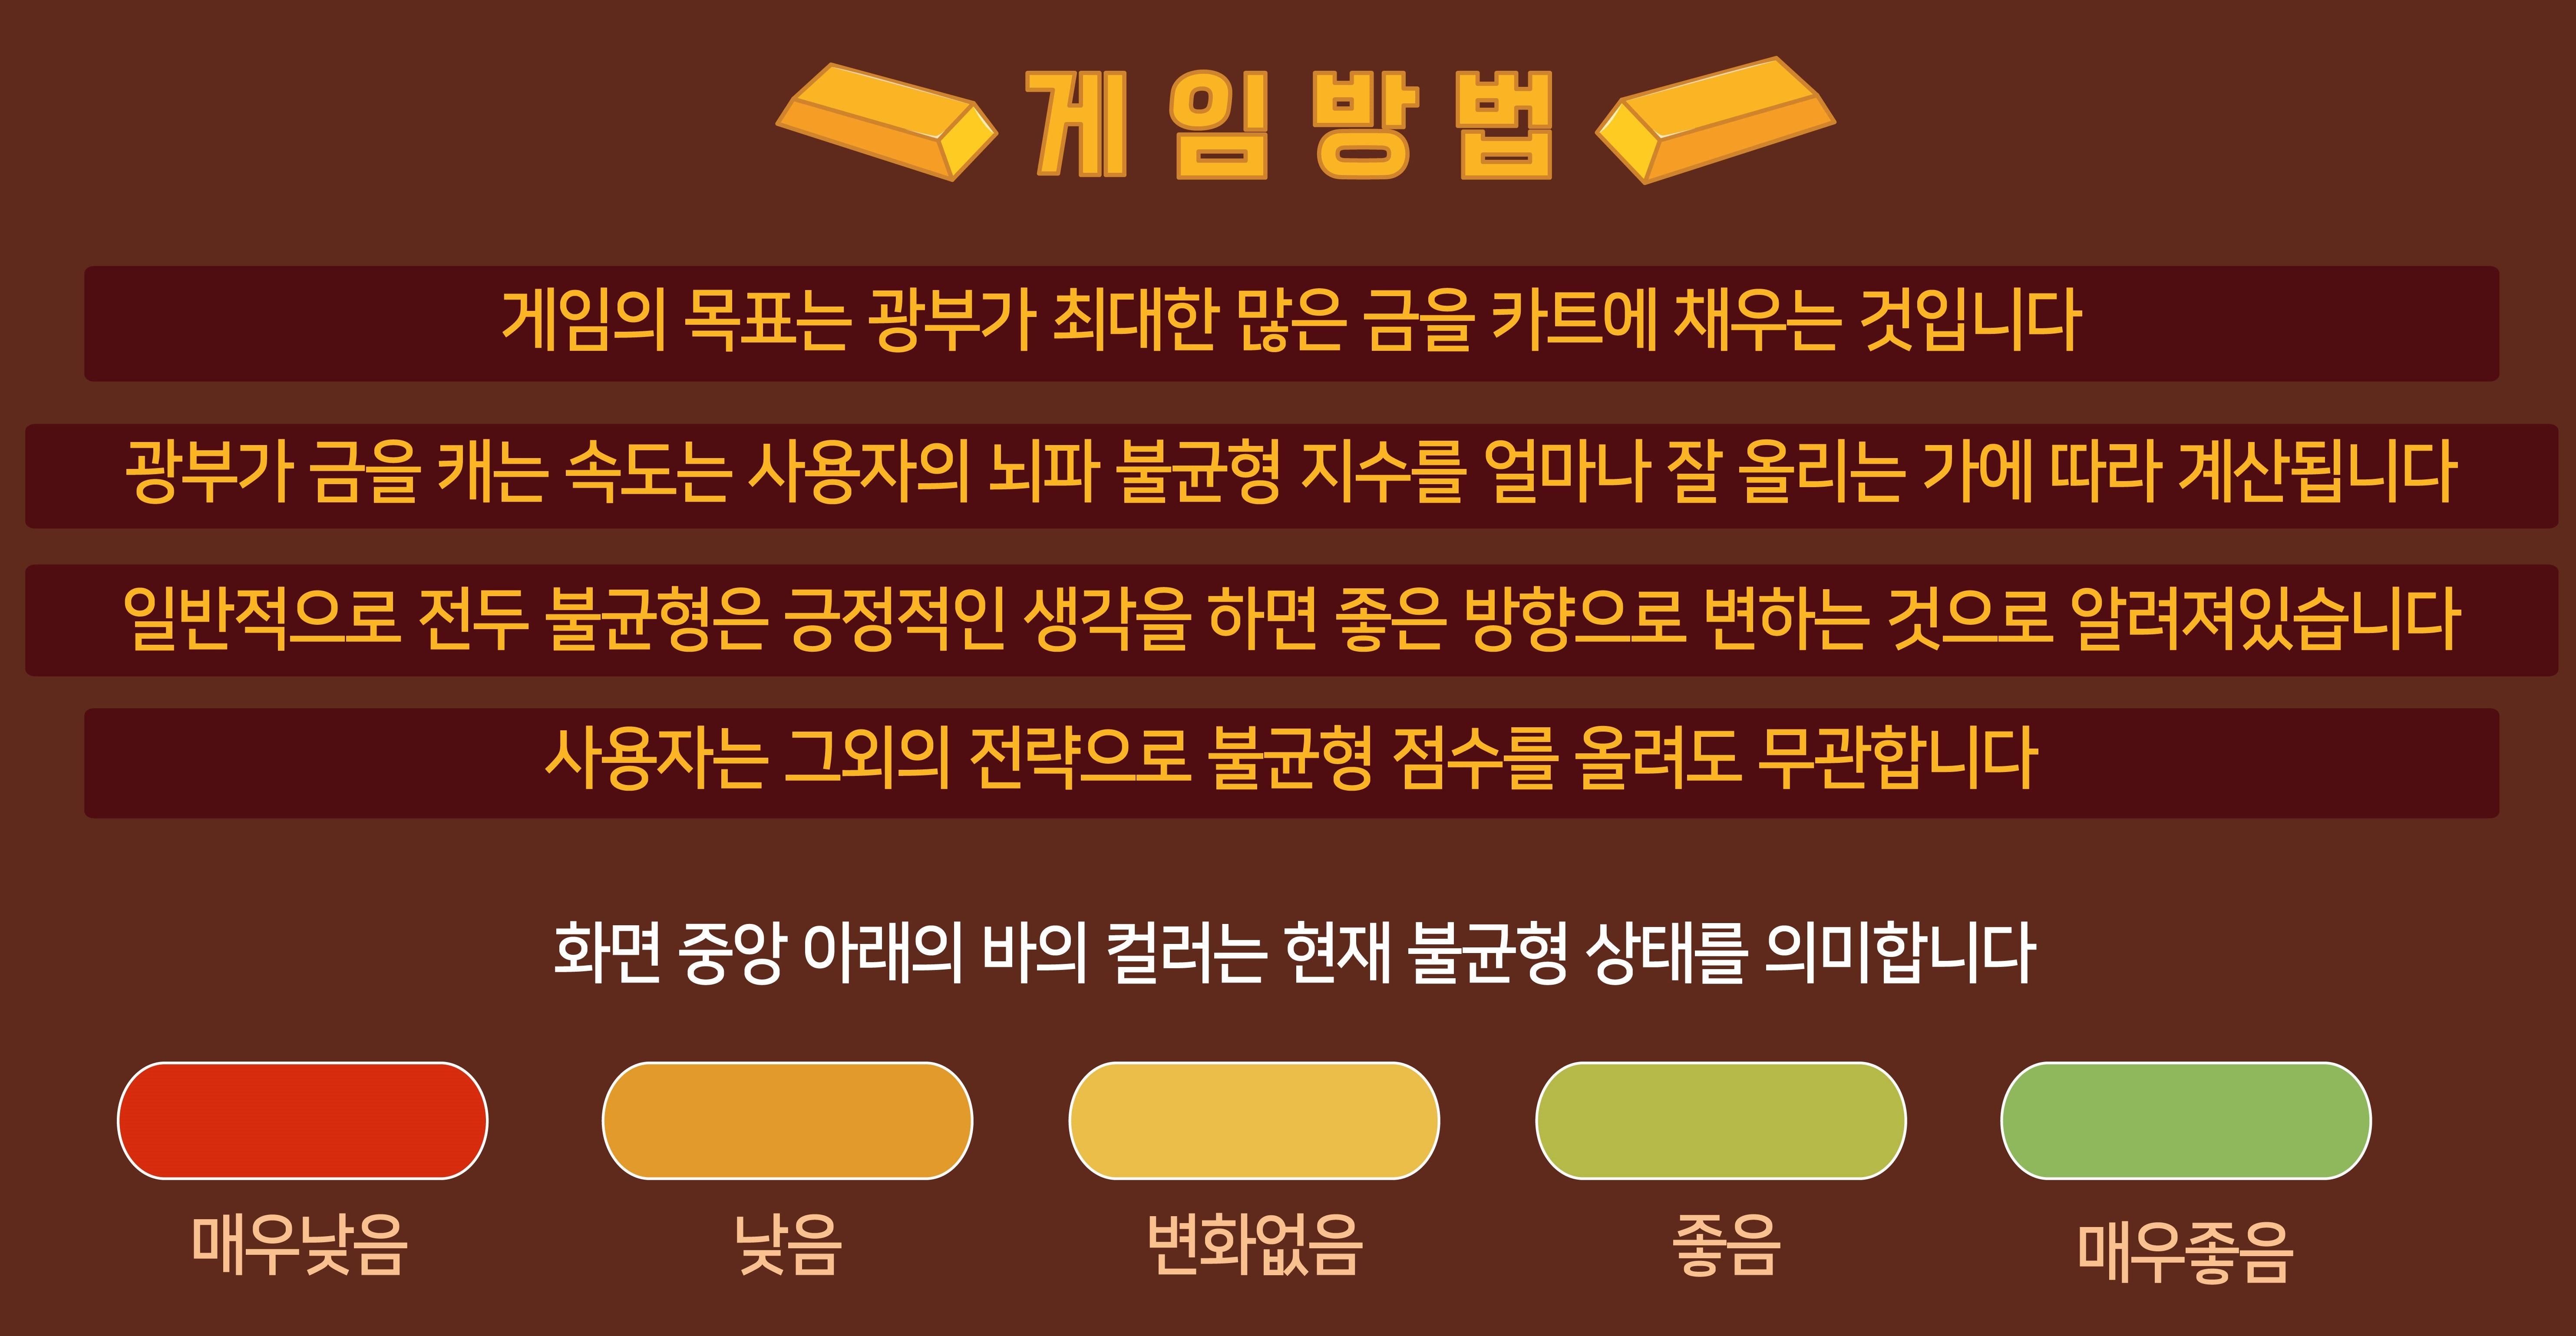 게임방법
게임의 목표는 광부가 최대한 많은 금을 카트에 채우는 것입니다
광부가 금을 캐는 속도는 사용자의 뇌파 불균형 지수를 얼마나 잘 올리는 가에 따라 계산됩니다
일반적으로 전두 불균형은 긍정적인 생각을 하면 좋은 방향으로 변하는 것으로 알려져있습니다
사용자는 그외의 전략으로 불균형 점수를 올려도 무관합니다
화면 중앙 아래의 바의 컬러는 현재 불균형 상태를 의미합니다
매우낮음 낮음 변화없음 좋음 매우좋음